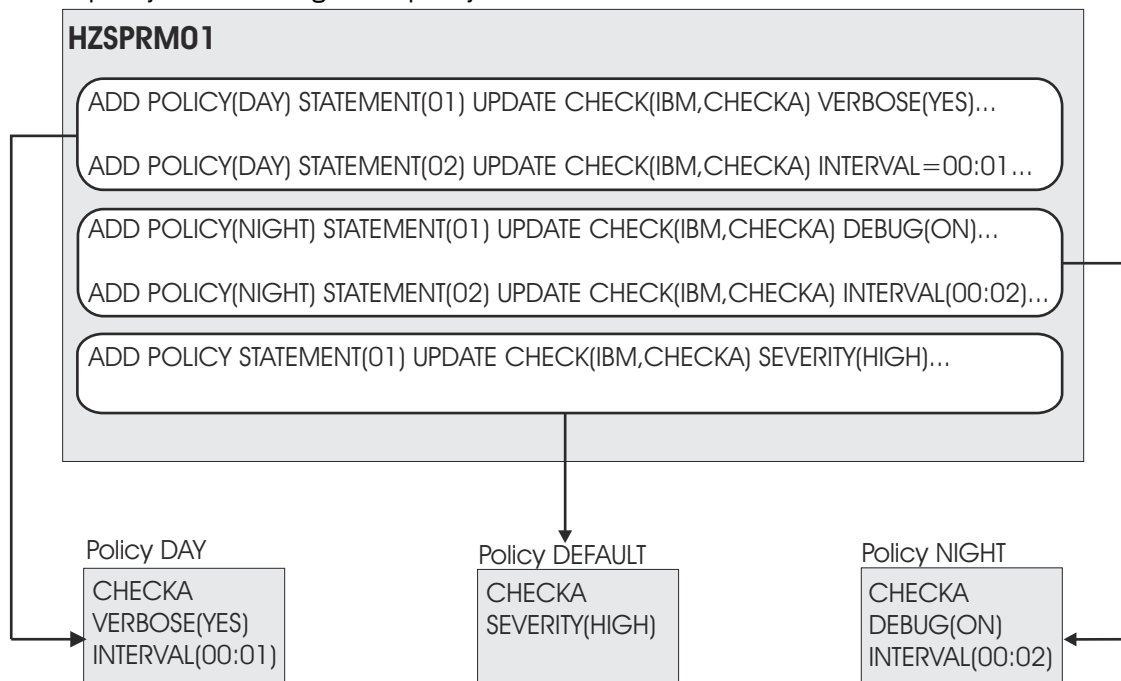 HZSPRM01
ADD POLICY(DAY) STATEMENT(01) UPDATE CHECK(IBM,CHECKA) VERBOSE(YES)...
ADD POLICY(DAY) STATEMENT(02) UPDATE CHECK(IBM,CHECKA) INTERVAL=00:01...
ADD POLICY(NIGHT) STATEMENT(01) UPDATE CHECK(IBM,CHECKA) DEBUG(ON)...
ADD POLICY(NIGHT) STATEMENT(02) UPDATE CHECK(IBM,CHECKA) INTERVAL(00:02)...
ADD POLICY STATEMENT(01) UPDATE CHECK(IBM,CHECKA) SEVERITY(HIGH)...
Policy DAY
CHECKA
VERBOSE(YES)
INTERVAL(00:01)
Policy DEFAULT
CHECKA
SEVERITY(HIGH)
Policy NIGHT
CHECKA
DEBUG(ON)
INTERVAL(00:02)